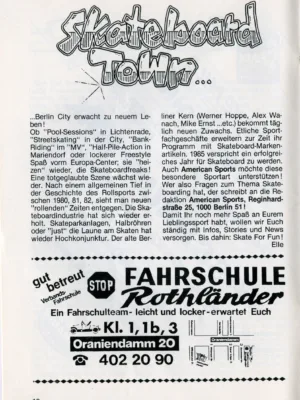 Skateboard
Town...
...Berlin City erwacht zu neuem Le-
ben!
Ob "Pool-Sessions" in Lichtenrade,
"Streetskating" in der City, "Bank-
Riding" im "MV", "Half-Pile-Action in
Mariendorf oder lockerer Freestyle
Spaß vorm Europa-Center; sie "hei-
zen" wieder, die Skateboardfreaks!
Eine totgeglaubte Szene wächst wie-
der. Nach einem allgemeinen Tief in
der Geschichte des Rollsports zwi-
schen 1980, 81, 82, sieht man neuen
"rollenden" Zeiten entgegen. Die Ska-
teboardindustrie hat sich wieder er-
holt. Skateparkanlagen, Halbröhren
oder "just" die Laune am Skaten hat
wieder Hochkonjunktur. Der alte Ber-
liner Kern (Werner Hoppe, Alex Wa-
nach, Mike Ernst ...etc.) bekommt täg-
lich neuen Zuwachs. Etliche Sport-
fachgeschäfte erweitern zur Zeit ihr
Programm mit Skateboard-Marken-
artikeln. 1985 verspricht ein erfolgrei-
ches Jahr für Skateboard zu werden.
Auch American Sports möchte diese
besondere Sportart unterstützen!
Wer also Fragen zum Thema Skate-
boarding hat, der schreibt an die Re-
daktion American Sports, Reginhard-
straße 25, 1000 Berlin 51!
Damit Ihr noch mehr Spaß an Eurem
Lieblingssport habt, wollen wir Euch
ständig mit Infos, Stories und News
versorgen. Bis dahin: Skate For Fun!
Elle
gut
betreut
Verbands-
Fahrschule
STOP
FAHRSCHULE
Rothländer
Ein Fahrschulteam- leicht und locker-erwartet Euch
Kl. 1, 1b, 3
Oraniendamm 20
☎ 402 20 90
Oraniendamm